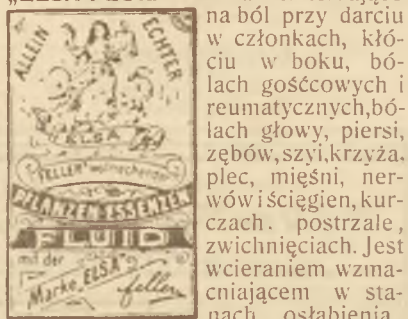 ALLEIN ECHTER
ELSA
FELLER'
PFLANZEN-ESSENZEN
FLUID
mit der
Marke „ELSA"
feller
na ból przy darciu
w członkach, kłó-
ciu w boku, bó-
lach gośćcowych i
reumatycznych,bó-
lach głowy, piersi,
zębów,szyi,krzyża,
plec, mięśni, ner-
wów i ścięgien, kur-
czach. postrzale,
zwichnięciach. Jest
wcieraniem wzma-
cniającem w sta-
nach osłabienia